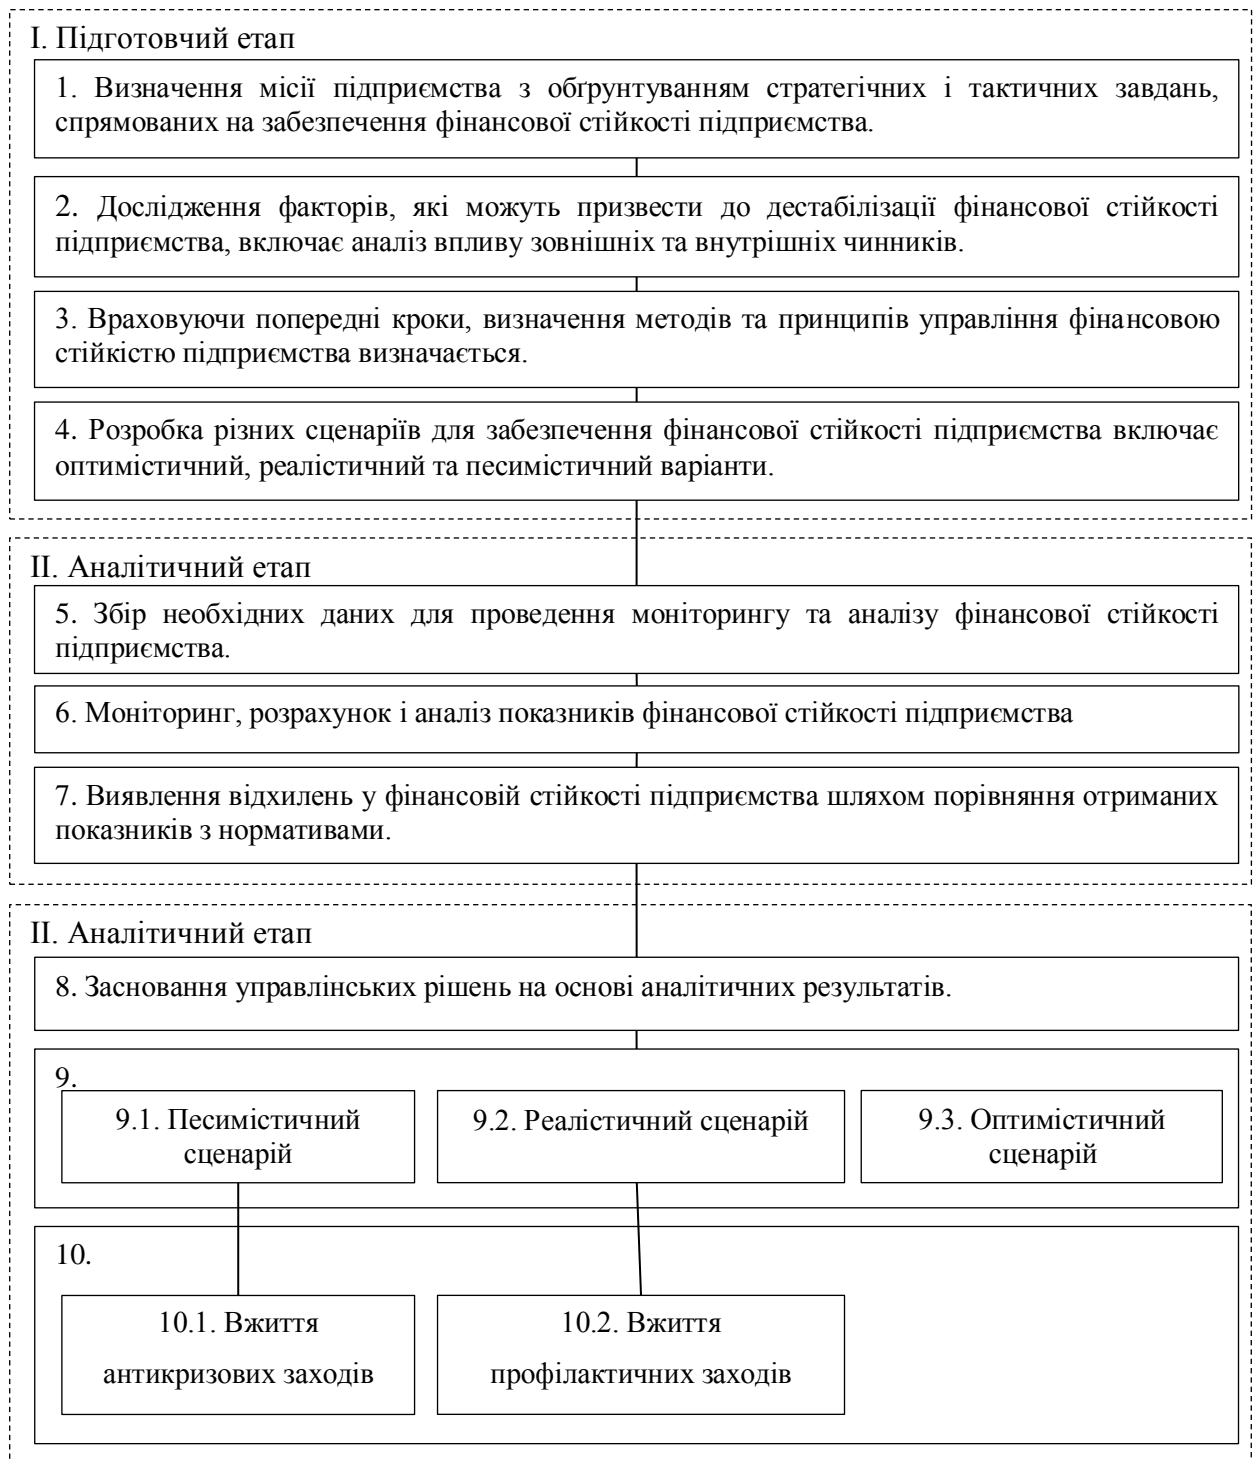 І. Підготовчий етап
1. Визначення місії підприємства з обґрунтуванням стратегічних і тактичних завдань,
спрямованих на забезпечення фінансової стійкості підприємства.
2. Дослідження факторів, які можуть призвести до дестабілізації фінансової стійкості
підприємства, включає аналіз впливу зовнішніх та внутрішніх чинників.
3. Враховуючи попередні кроки, визначення методів та принципів управління фінансовою
стійкістю підприємства визначається.
4. Розробка різних сценаріїв для забезпечення фінансової стійкості підприємства включає
оптимістичний, реалістичний та песимістичний варіанти.
ІІ. Аналітичний етап
5. Збір необхідних даних для проведення моніторингу та аналізу фінансової стійкості
підприємства.
6. Моніторинг, розрахунок і аналіз показників фінансової стійкості підприємства
7. Виявлення відхилень у фінансовій стійкості підприємства шляхом порівняння отриманих
показників з нормативами.
ІІ. Аналітичний етап
8. Засновання управлінських рішень на основі аналітичних результатів.
9.
9.1. Песимістичний
сценарій
9.2. Реалістичний сценарій
9.3. Оптимістичний
сценарій
10.
10.1. Вжиття
антикризових заходів
10.2. Вжиття
профілактичних заходів